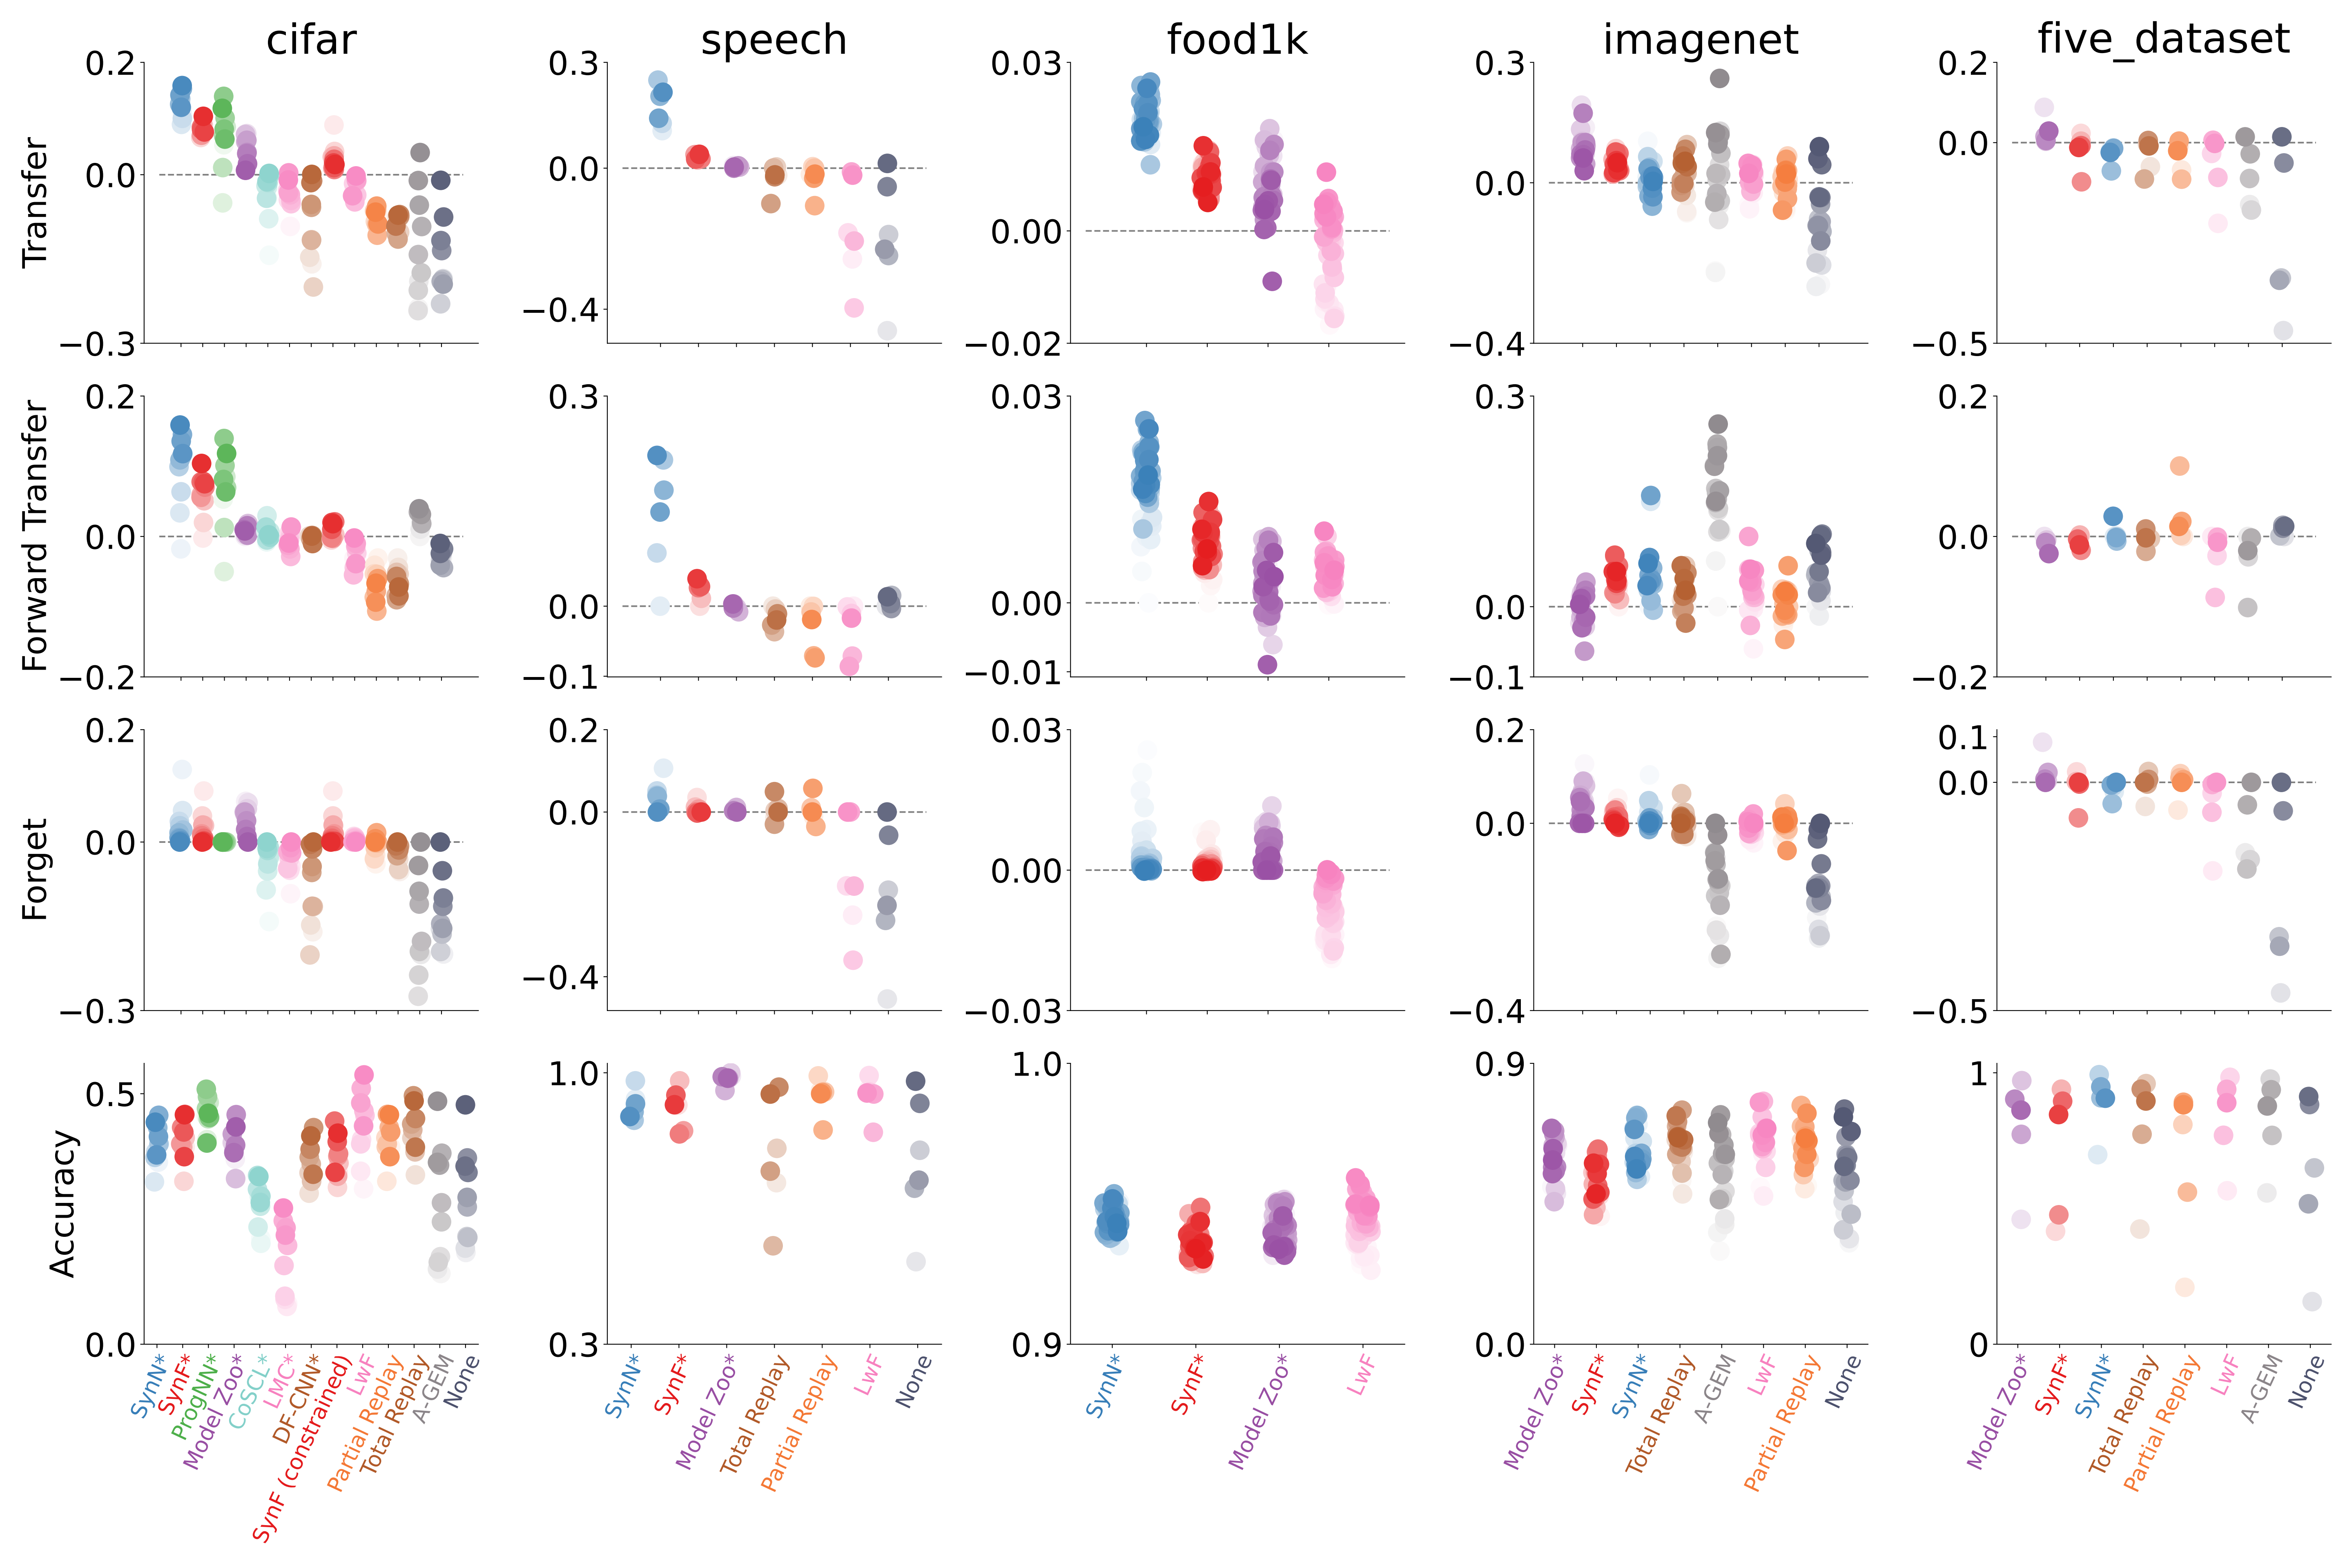 cifar
speech
food1k
imagenet
five_dataset
Transfer
0.2
0.0
−0.3
0.3
0.0
−0.4
0.03
0.00
−0.02
0.3
0.0
−0.4
0.2
0.0
−0.5
Forward Transfer
0.2
0.0
−0.2
0.3
0.0
−0.1
0.03
0.00
−0.01
0.3
0.0
−0.1
0.2
0.0
−0.2
Forget
0.2
0.0
−0.3
0.2
0.0
−0.4
0.03
0.00
−0.03
0.2
0.0
−0.4
0.1
0.0
−0.5
Accuracy
0.5
0.0
1.0
0.3
1.0
0.9
0.9
0.0
1
0
SynN*
SynF*
ProgNN*
Model Zoo*
CoSCL*
LMC*
DF-CNN*
SynF (constrained)
LwF
Partial Replay
Total Replay
A-GEM
None
SynN*
SynF*
Model Zoo*
Total Replay
Partial Replay
LwF
None
SynN*
SynF*
Model Zoo*
LwF
Model Zoo*
SynF*
SynN*
Total Replay
A-GEM
LwF
Partial Replay
None
Model Zoo*
SynF*
SynN*
Total Replay
Partial Replay
LwF
A-GEM
None